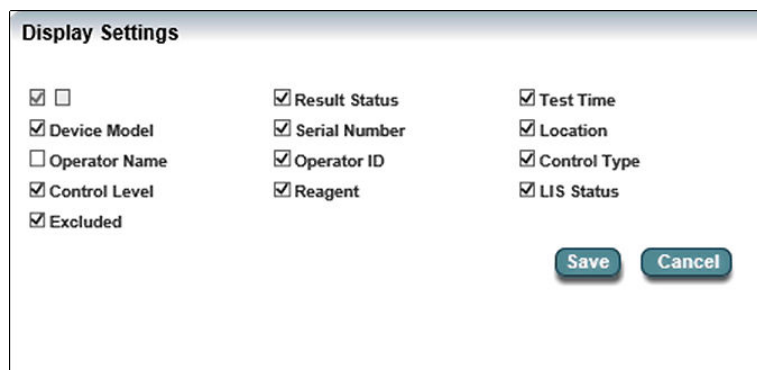 Display Settings
Result Status
Test Time
Device Model
Serial Number
Location
Operator Name
Operator ID
Control Type
Control Level
Reagent
LIS Status
Excluded
Save
Cancel